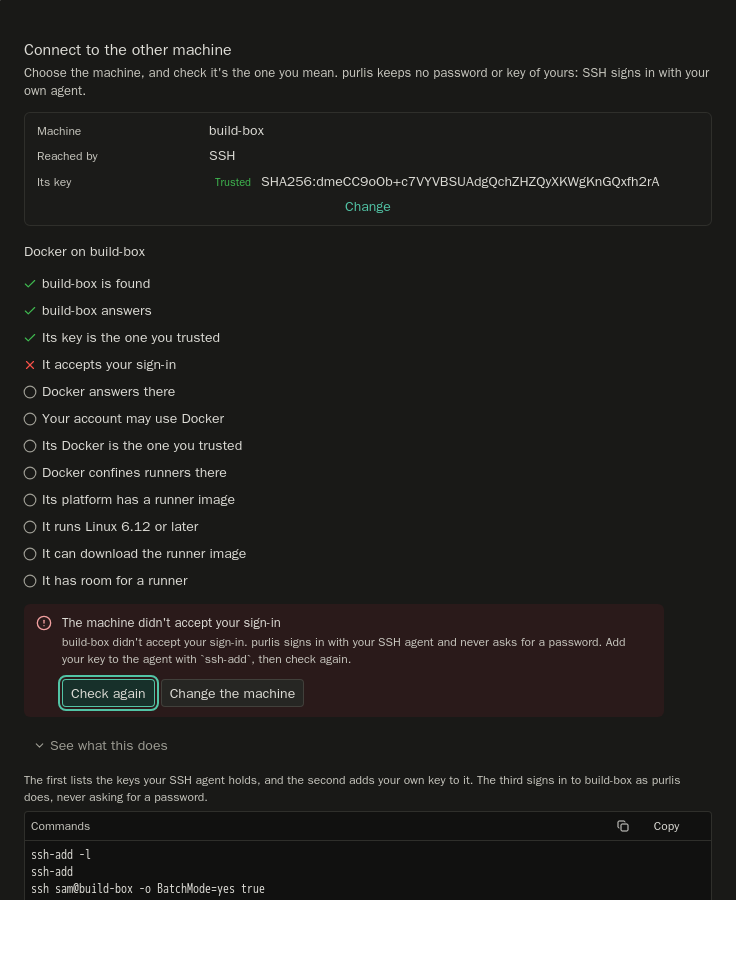 Connect to the other machine
Choose the machine, and check it's the one you mean. purlis keeps no password or key of yours: SSH signs in with your
own agent.
Machine build-box
Reached by SSH
Its key Trusted SHA256:dmeCC9oOb+c7VYVBSUAdgQchZHZQyXKWgKnGQxfh2rA
Change
Docker on build-box
build-box is found
build-box answers
Its key is the one you trusted
It accepts your sign-in
Docker answers there
Your account may use Docker
Its Docker is the one you trusted
Docker confines runners there
Its platform has a runner image
It runs Linux 6.12 or later
It can download the runner image
It has room for a runner
The machine didn't accept your sign-in
build-box didn't accept your sign-in. purlis signs in with your SSH agent and never asks for a password. Add
your key to the agent with `ssh-add`, then check again.
Check again Change the machine
See what this does
The first lists the keys your SSH agent holds, and the second adds your own key to it. The third signs in to build-box as purlis
does, never asking for a password.
Commands Copy
ssh-add -l
ssh-add
ssh sam@build-box -o BatchMode=yes true